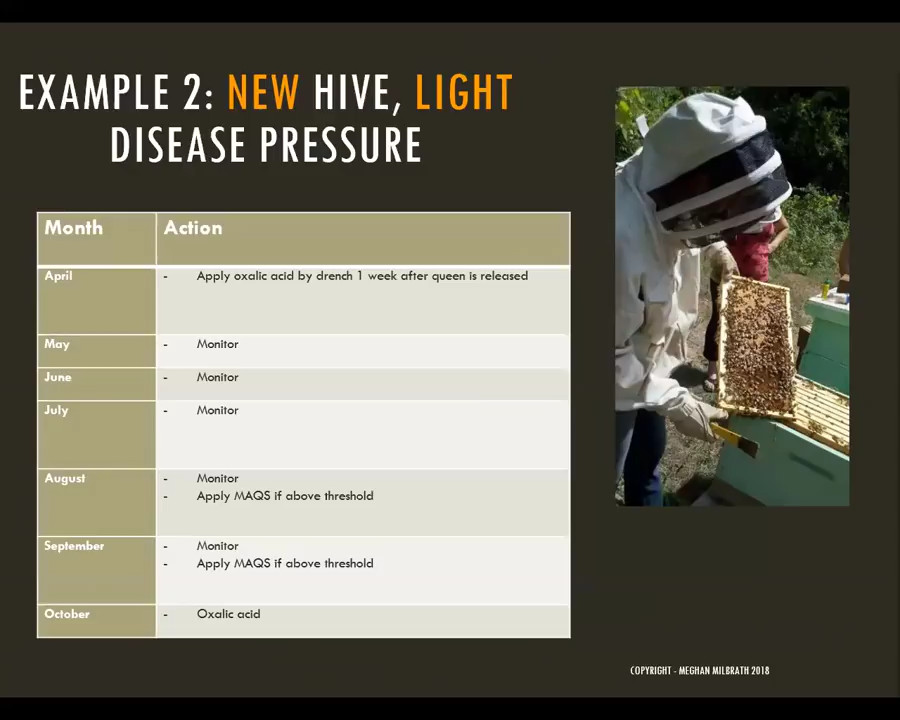 EXAMPLE 2: NEW HIVE, LIGHT
DISEASE PRESSURE
Month Action
April - Apply oxalic acid by drench 1 week after queen is released
May - Monitor
June - Monitor
July - Monitor
August - Monitor
- Apply MAQS if above threshold
September - Monitor
- Apply MAQS if above threshold
October - Oxalic acid
COPYRIGHT - MEGHAN MILBRATH 2018